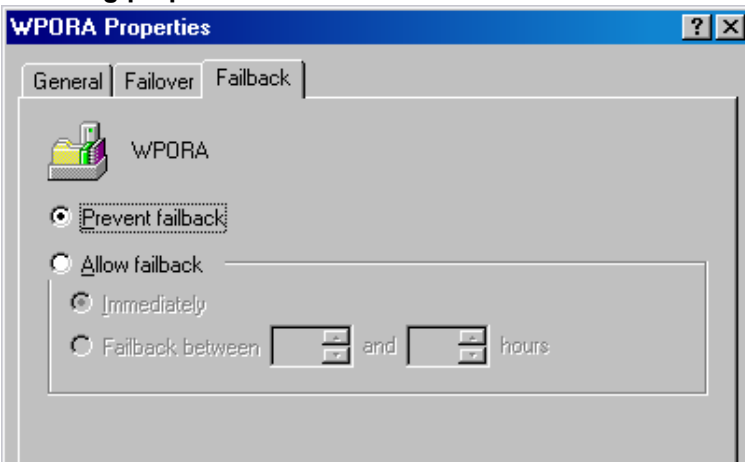 WPORA Properties
General Failover Failback
WPORA
Prevent failback
Allow failback
Immediately
Failback between and hours